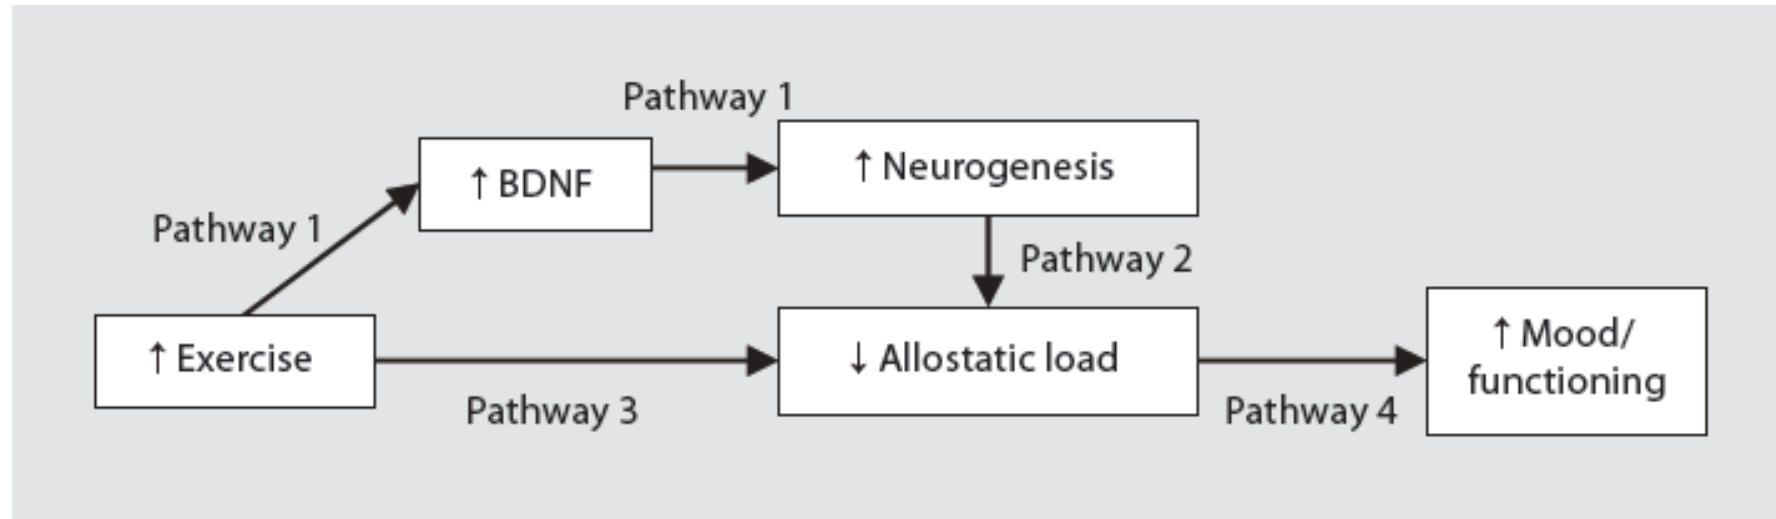 Pathway 1
↑ BDNF
↑ Neurogenesis
Pathway 1
Pathway 2
↑ Exercise
↓ Allostatic load
↑ Mood/
functioning
Pathway 3
Pathway 4